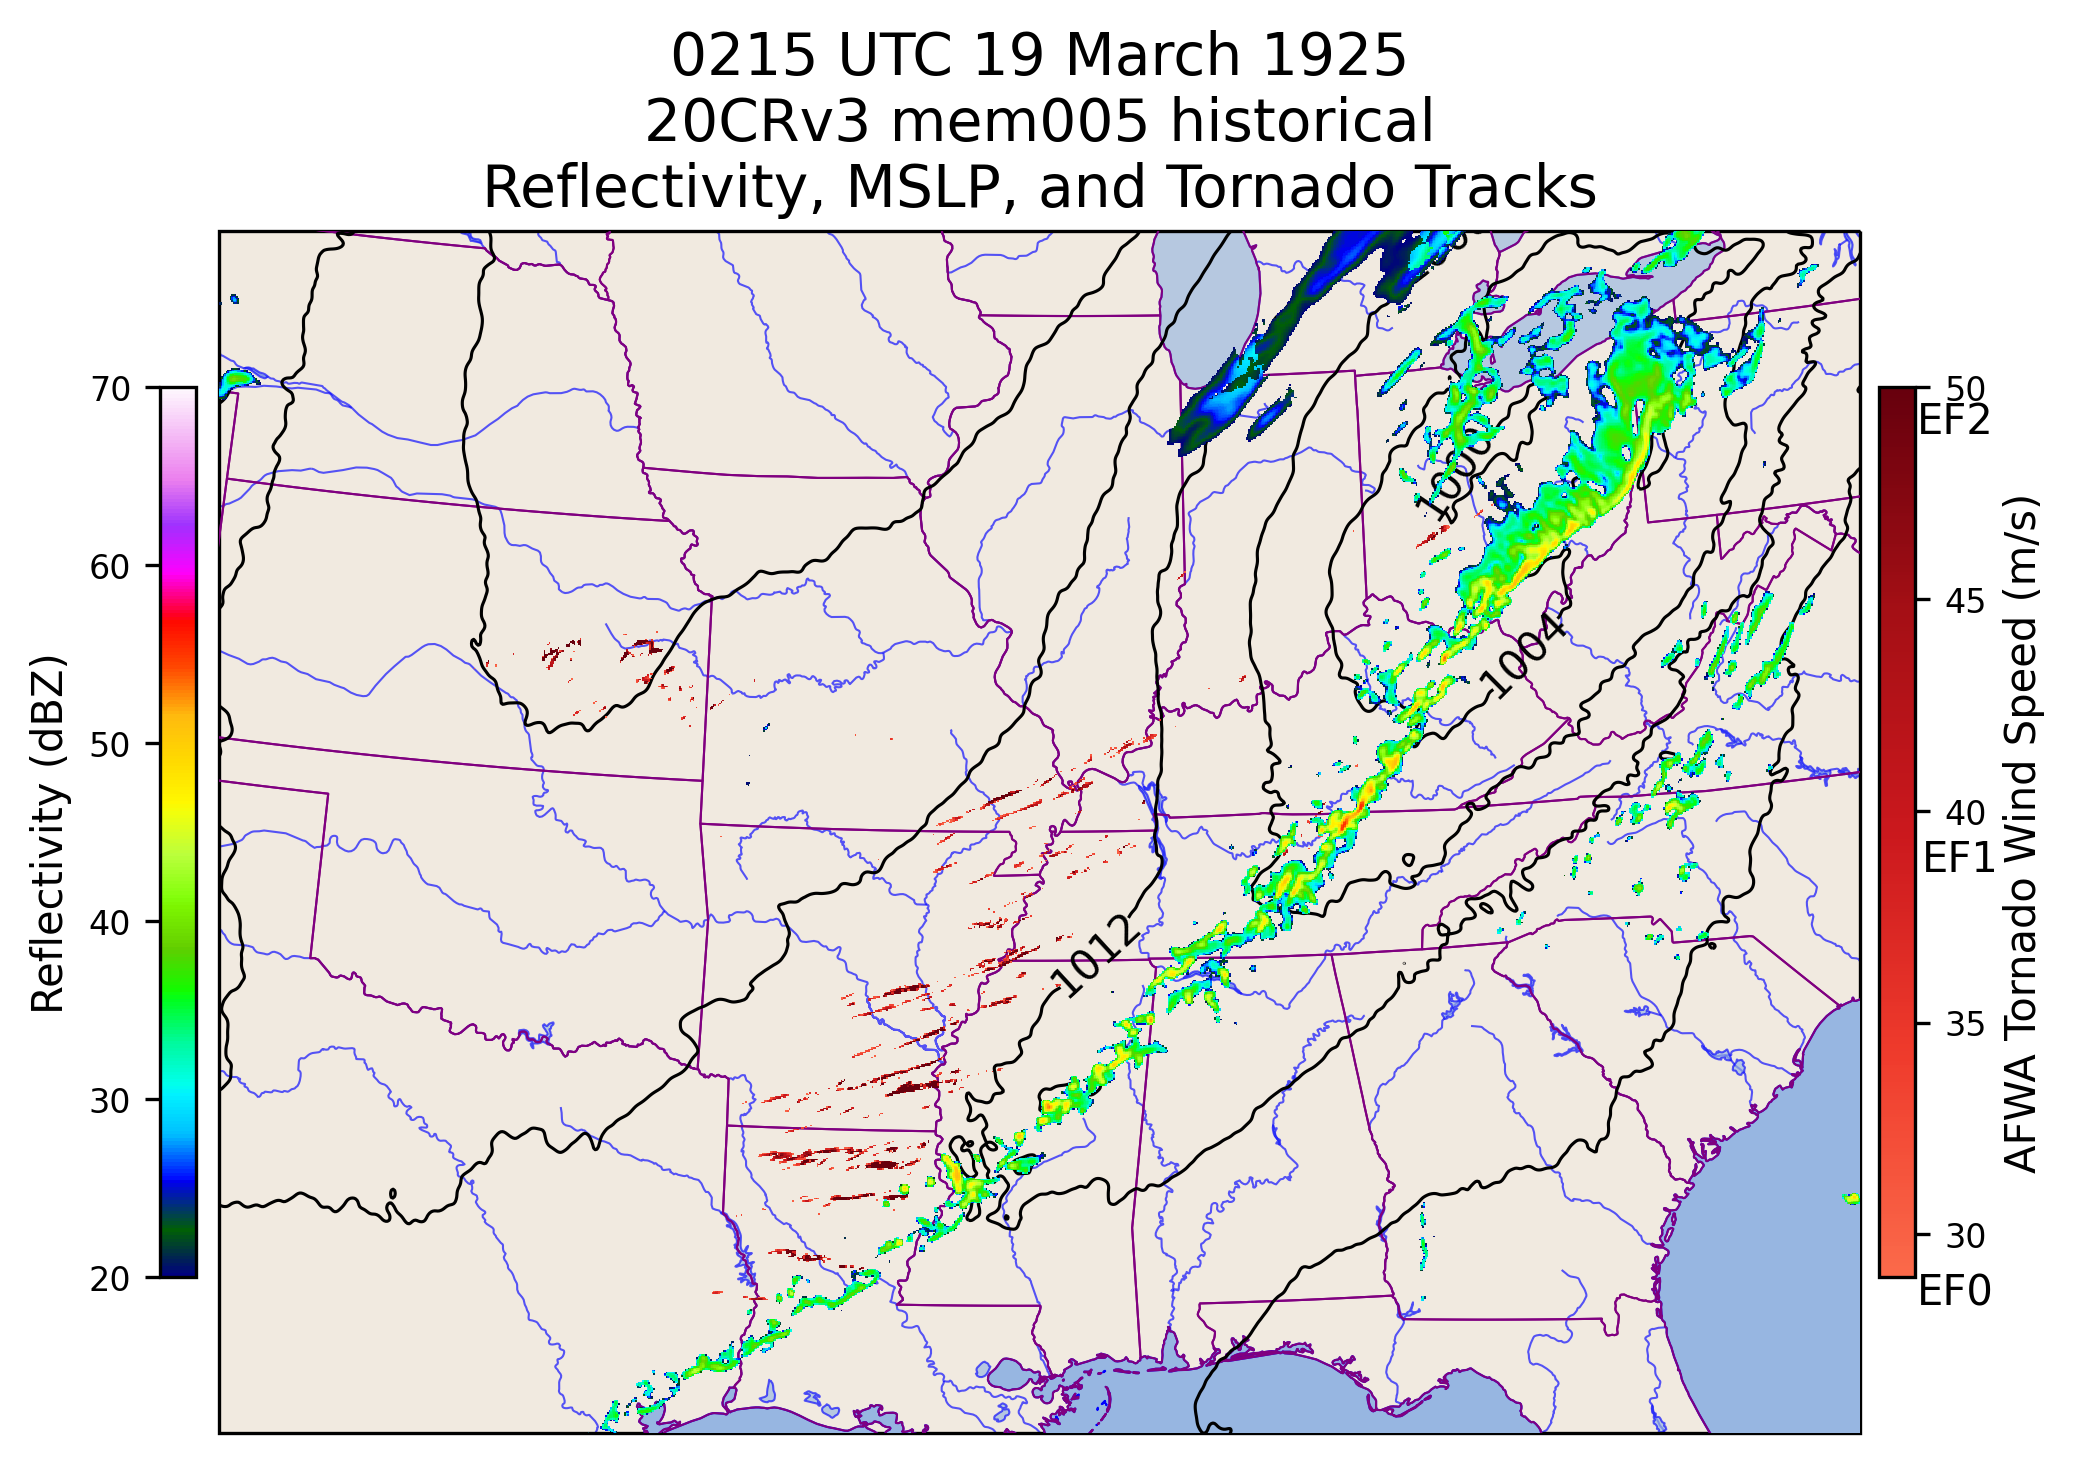 0215 UTC 19 March 1925
20CRv3 mem005 historical
Reflectivity, MSLP, and Tornado Tracks
Reflectivity (dBZ)
70
60
50
40
30
20
1000
1004
1012
50
EF2
45
40
EF1
35
30
EF0
AFWA Tornado Wind Speed (m/s)